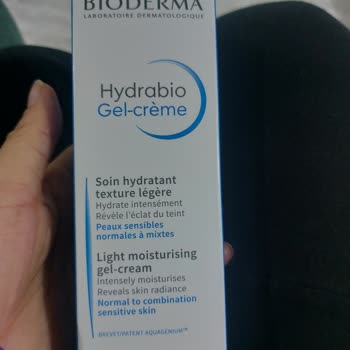 BIODERMA
LABORATOIRE DERMATOLOGIQUE
Hydrabio
Gel-crème
Soin hydratant
texture légère
Hydrate intensément
Révèle l'éclat du teint
Peaux sensibles
normales à mixtes
Light moisturising
gel-cream
Intensely moisturises
Reveals skin radiance
Normal to combination
sensitive skin
BREVET/PATENT AQUAGENIUM™